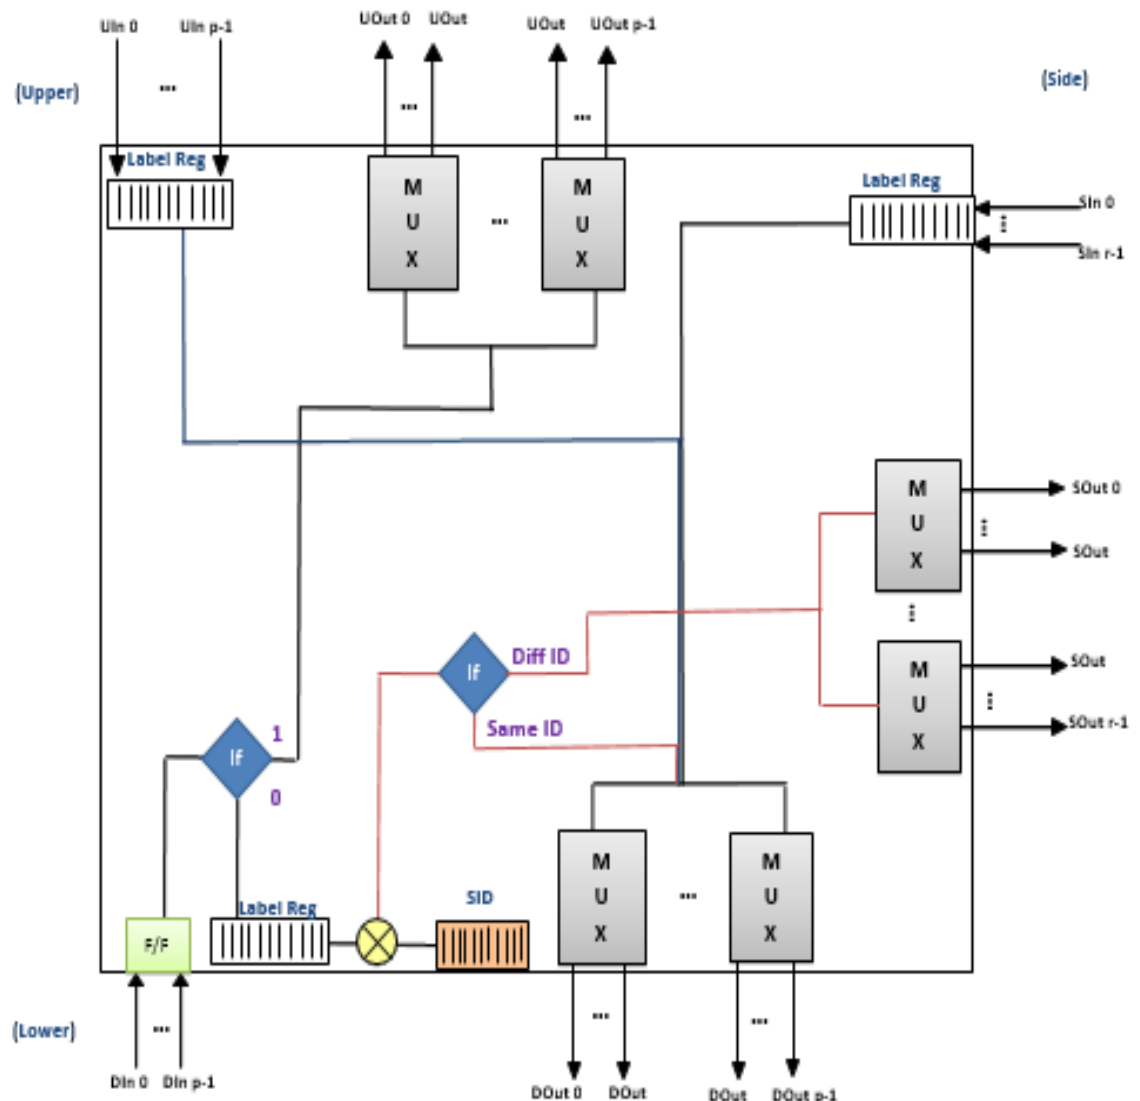 UIn 0
UIn p-1
UOut 0
UOut
UOut
UOut p-1
(Upper)
...
...
...
(Side)
Label Reg
M
U
X
...
M
U
X
Label Reg
SIn 0
...
SIn r-1
M
U
X
SOut 0
...
SOut
...
If
Diff ID
Same ID
M
U
X
SOut
...
SOut r-1
If
1
0
Label Reg
SID
F/F
M
U
X
...
M
U
X
(Lower)
...
...
...
DIn 0
DIn p-1
DOut 0
DOut
DOut
DOut p-1